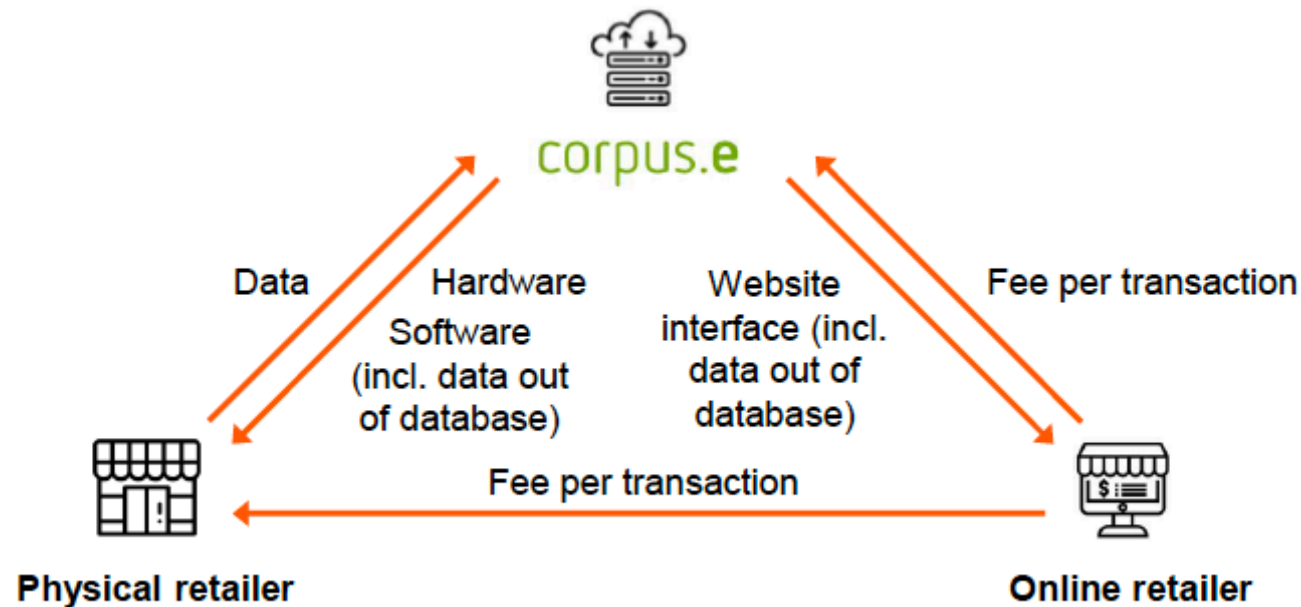 corpus.e
Data
Hardware
Software
(incl. data out
of database)
Website
interface (incl.
data out of
database)
Fee per transaction
Fee per transaction
$
Physical retailer
Online retailer